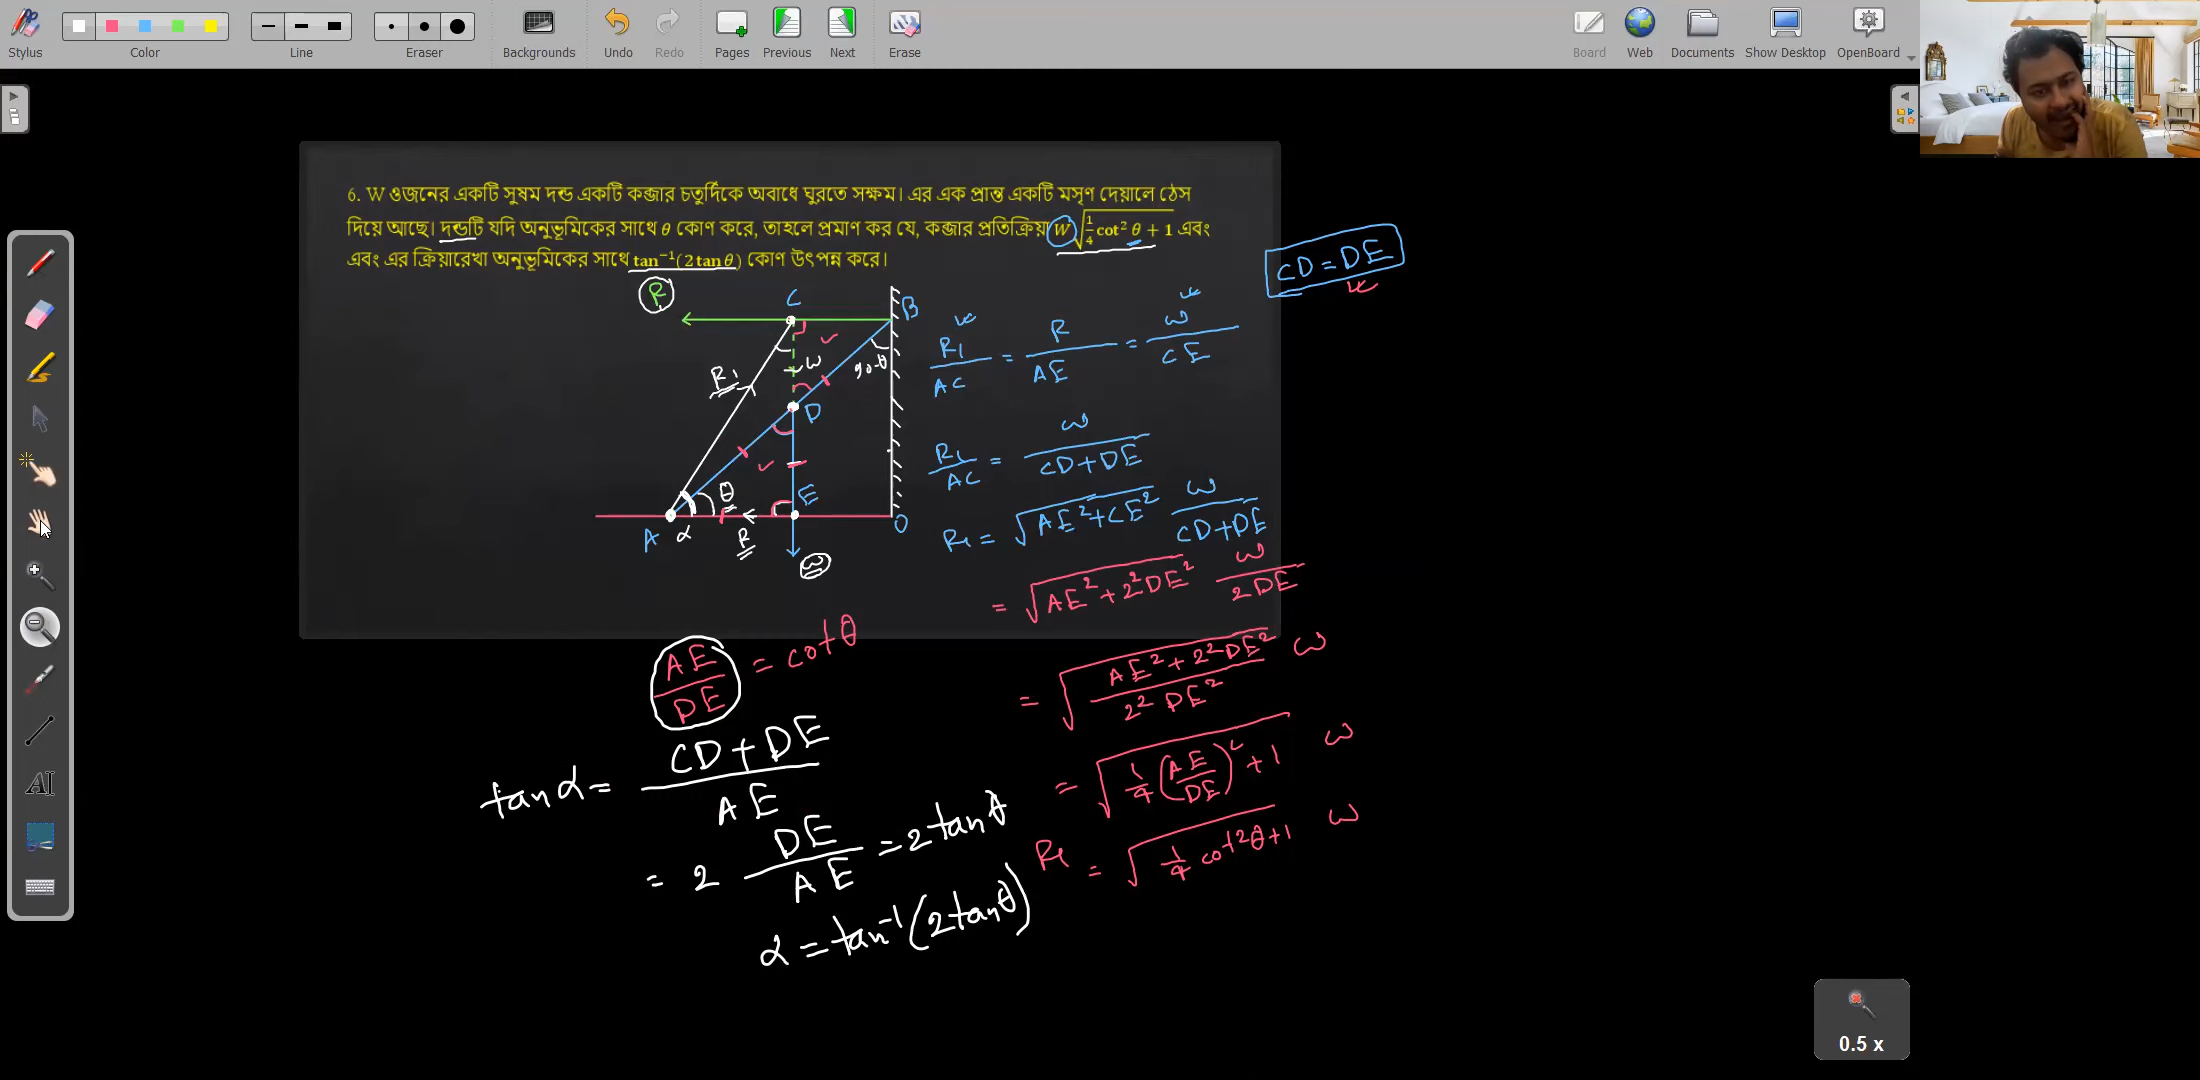 Stylus
Color
Line
Eraser
Backgrounds
Undo
Redo
Pages
Previous
Next
Erase
Board
Web
Documents
Show Desktop
OpenBoard
6. W ওজনের একটি সুষম দন্ড একটি কব্জার চতুর্দিকে অবাধে ঘুরতে সক্ষম। এর এক প্রান্ত একটি মসৃণ দেয়ালে ঠেস
দিয়ে আছে। দন্ডটি যদি অনুভূমিকের সাথে θ কোণ করে, তাহলে প্রমাণ কর যে, কব্জার প্রতিক্রিয়া W√(1/4 cot² θ + 1) এবং
এবং এর ক্রিয়ারেখা অনুভূমিকের সাথে tan⁻¹(2 tan θ) কোণ উৎপন্ন করে।
CD = DE
R
C
B
R₁
W
90-θ
D
θ
E
A
α
R
O
W
R₁/AC = R/AE = W/CE
R₁/AC = W/(CD+DE)
R₁ = √(AE²+CE²) W/(CD+DE)
= √(AE²+2²DE²) W/2DE
= √((AE²+2²DE²)/(2² DE²)) W
= √(1/4 (AE/DE)²+1) W
R₁ = √(1/4 cot²θ+1) W
AE/DE = cotθ
tanα = (CD+DE)/AE
= 2 DE/AE = 2tanθ
α = tan⁻¹(2tanθ)
0.5 x